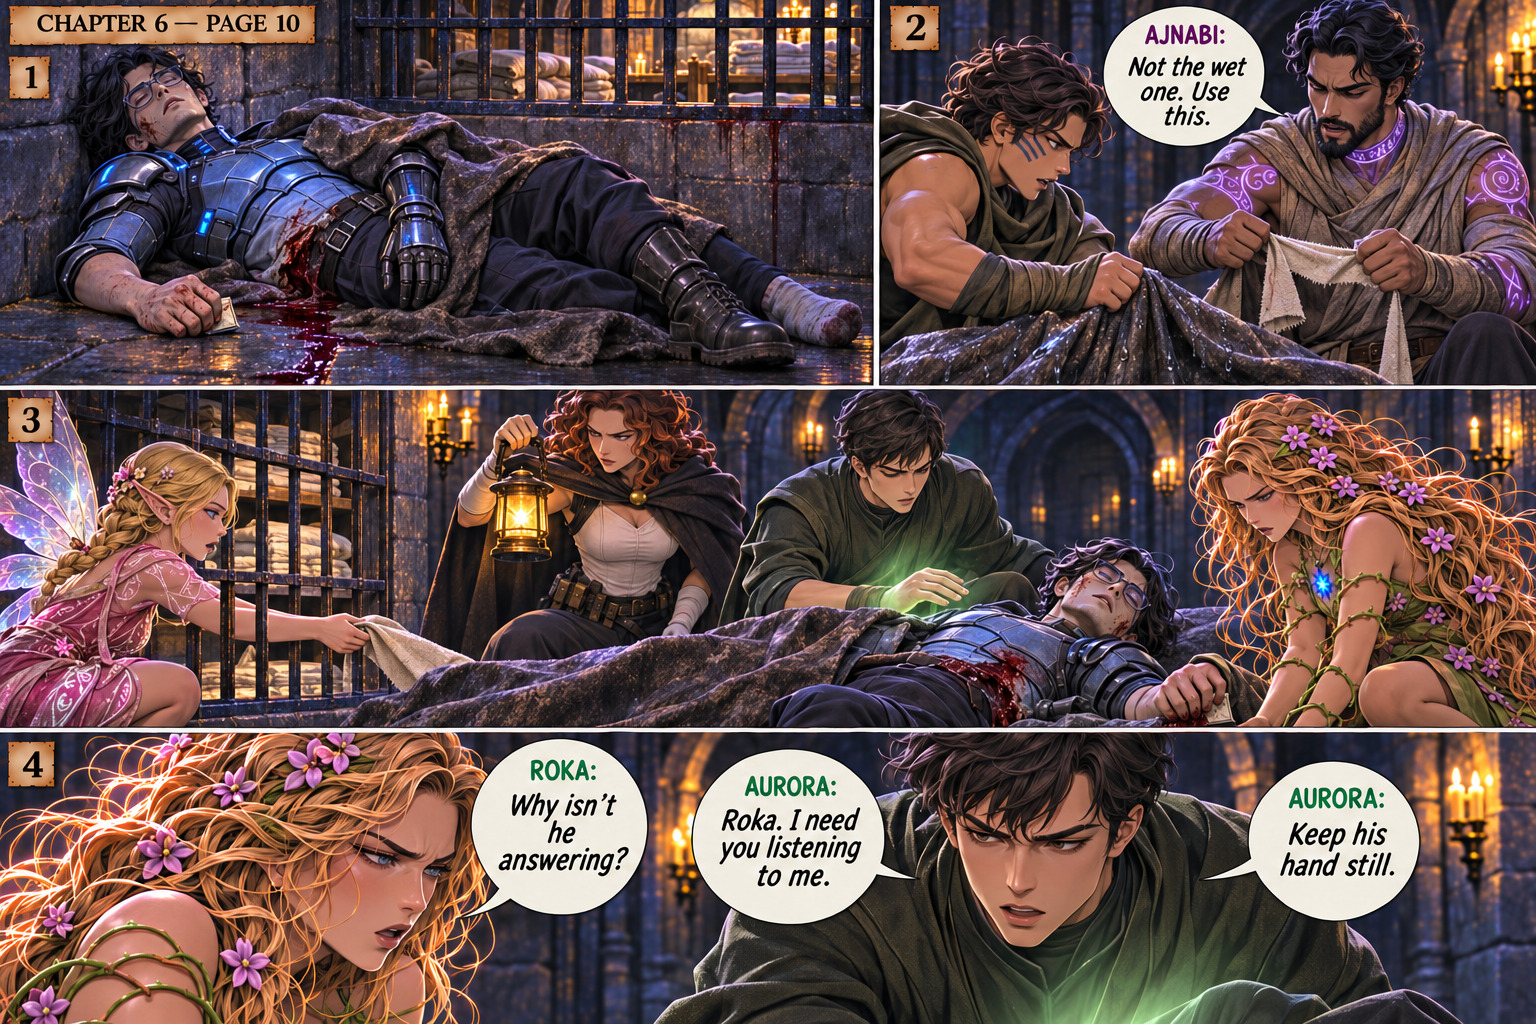 CHAPTER 6 — PAGE 10
1
2
AJNABI:
Not the wet
one. Use
this.
3
4
ROKA:
Why isn't
he
answering?
AURORA:
Roka. I need
you listening
to me.
AURORA:
Keep his
hand still.